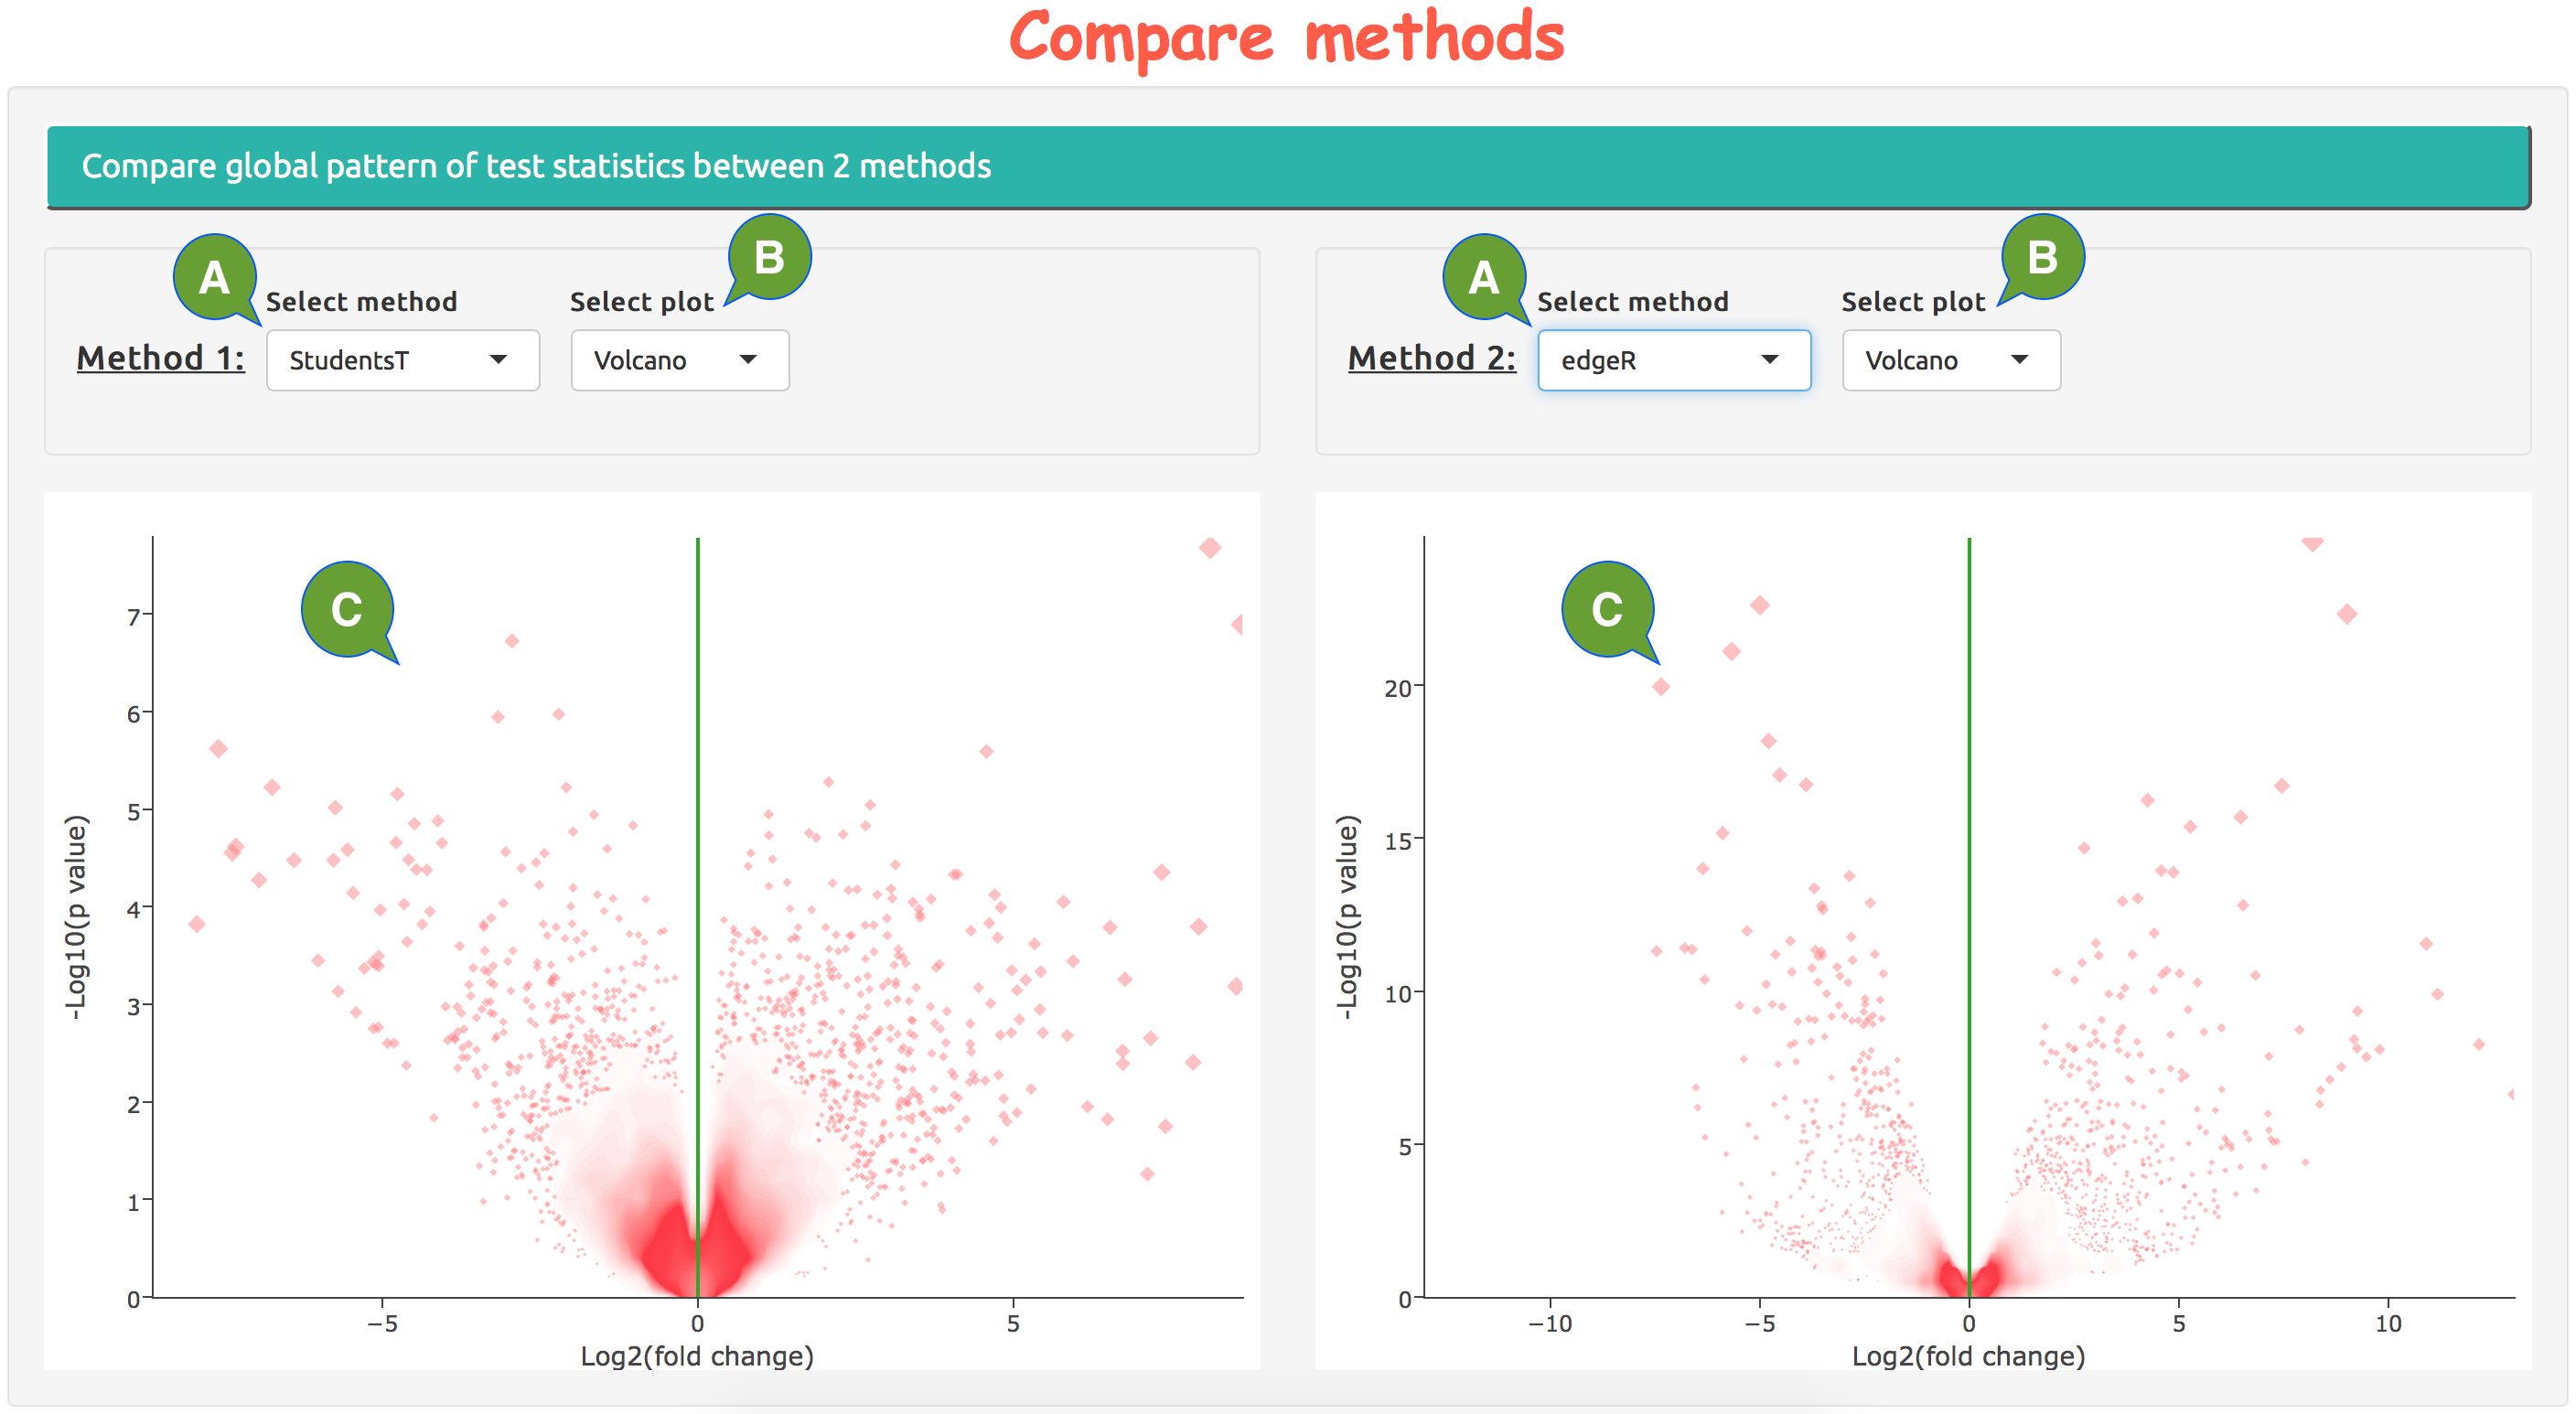 Compare methods
Compare global pattern of test statistics between 2 methods
A
B
Select method
Select plot
Method 1:
StudentsT
Volcano
A
B
Select method
Select plot
Method 2:
edgeR
Volcano
C
7
6
5
4
3
2
1
0
-Log10(p value)
−5
0
5
Log2(fold change)
C
20
15
10
5
0
-Log10(p value)
−10
−5
0
5
10
Log2(fold change)